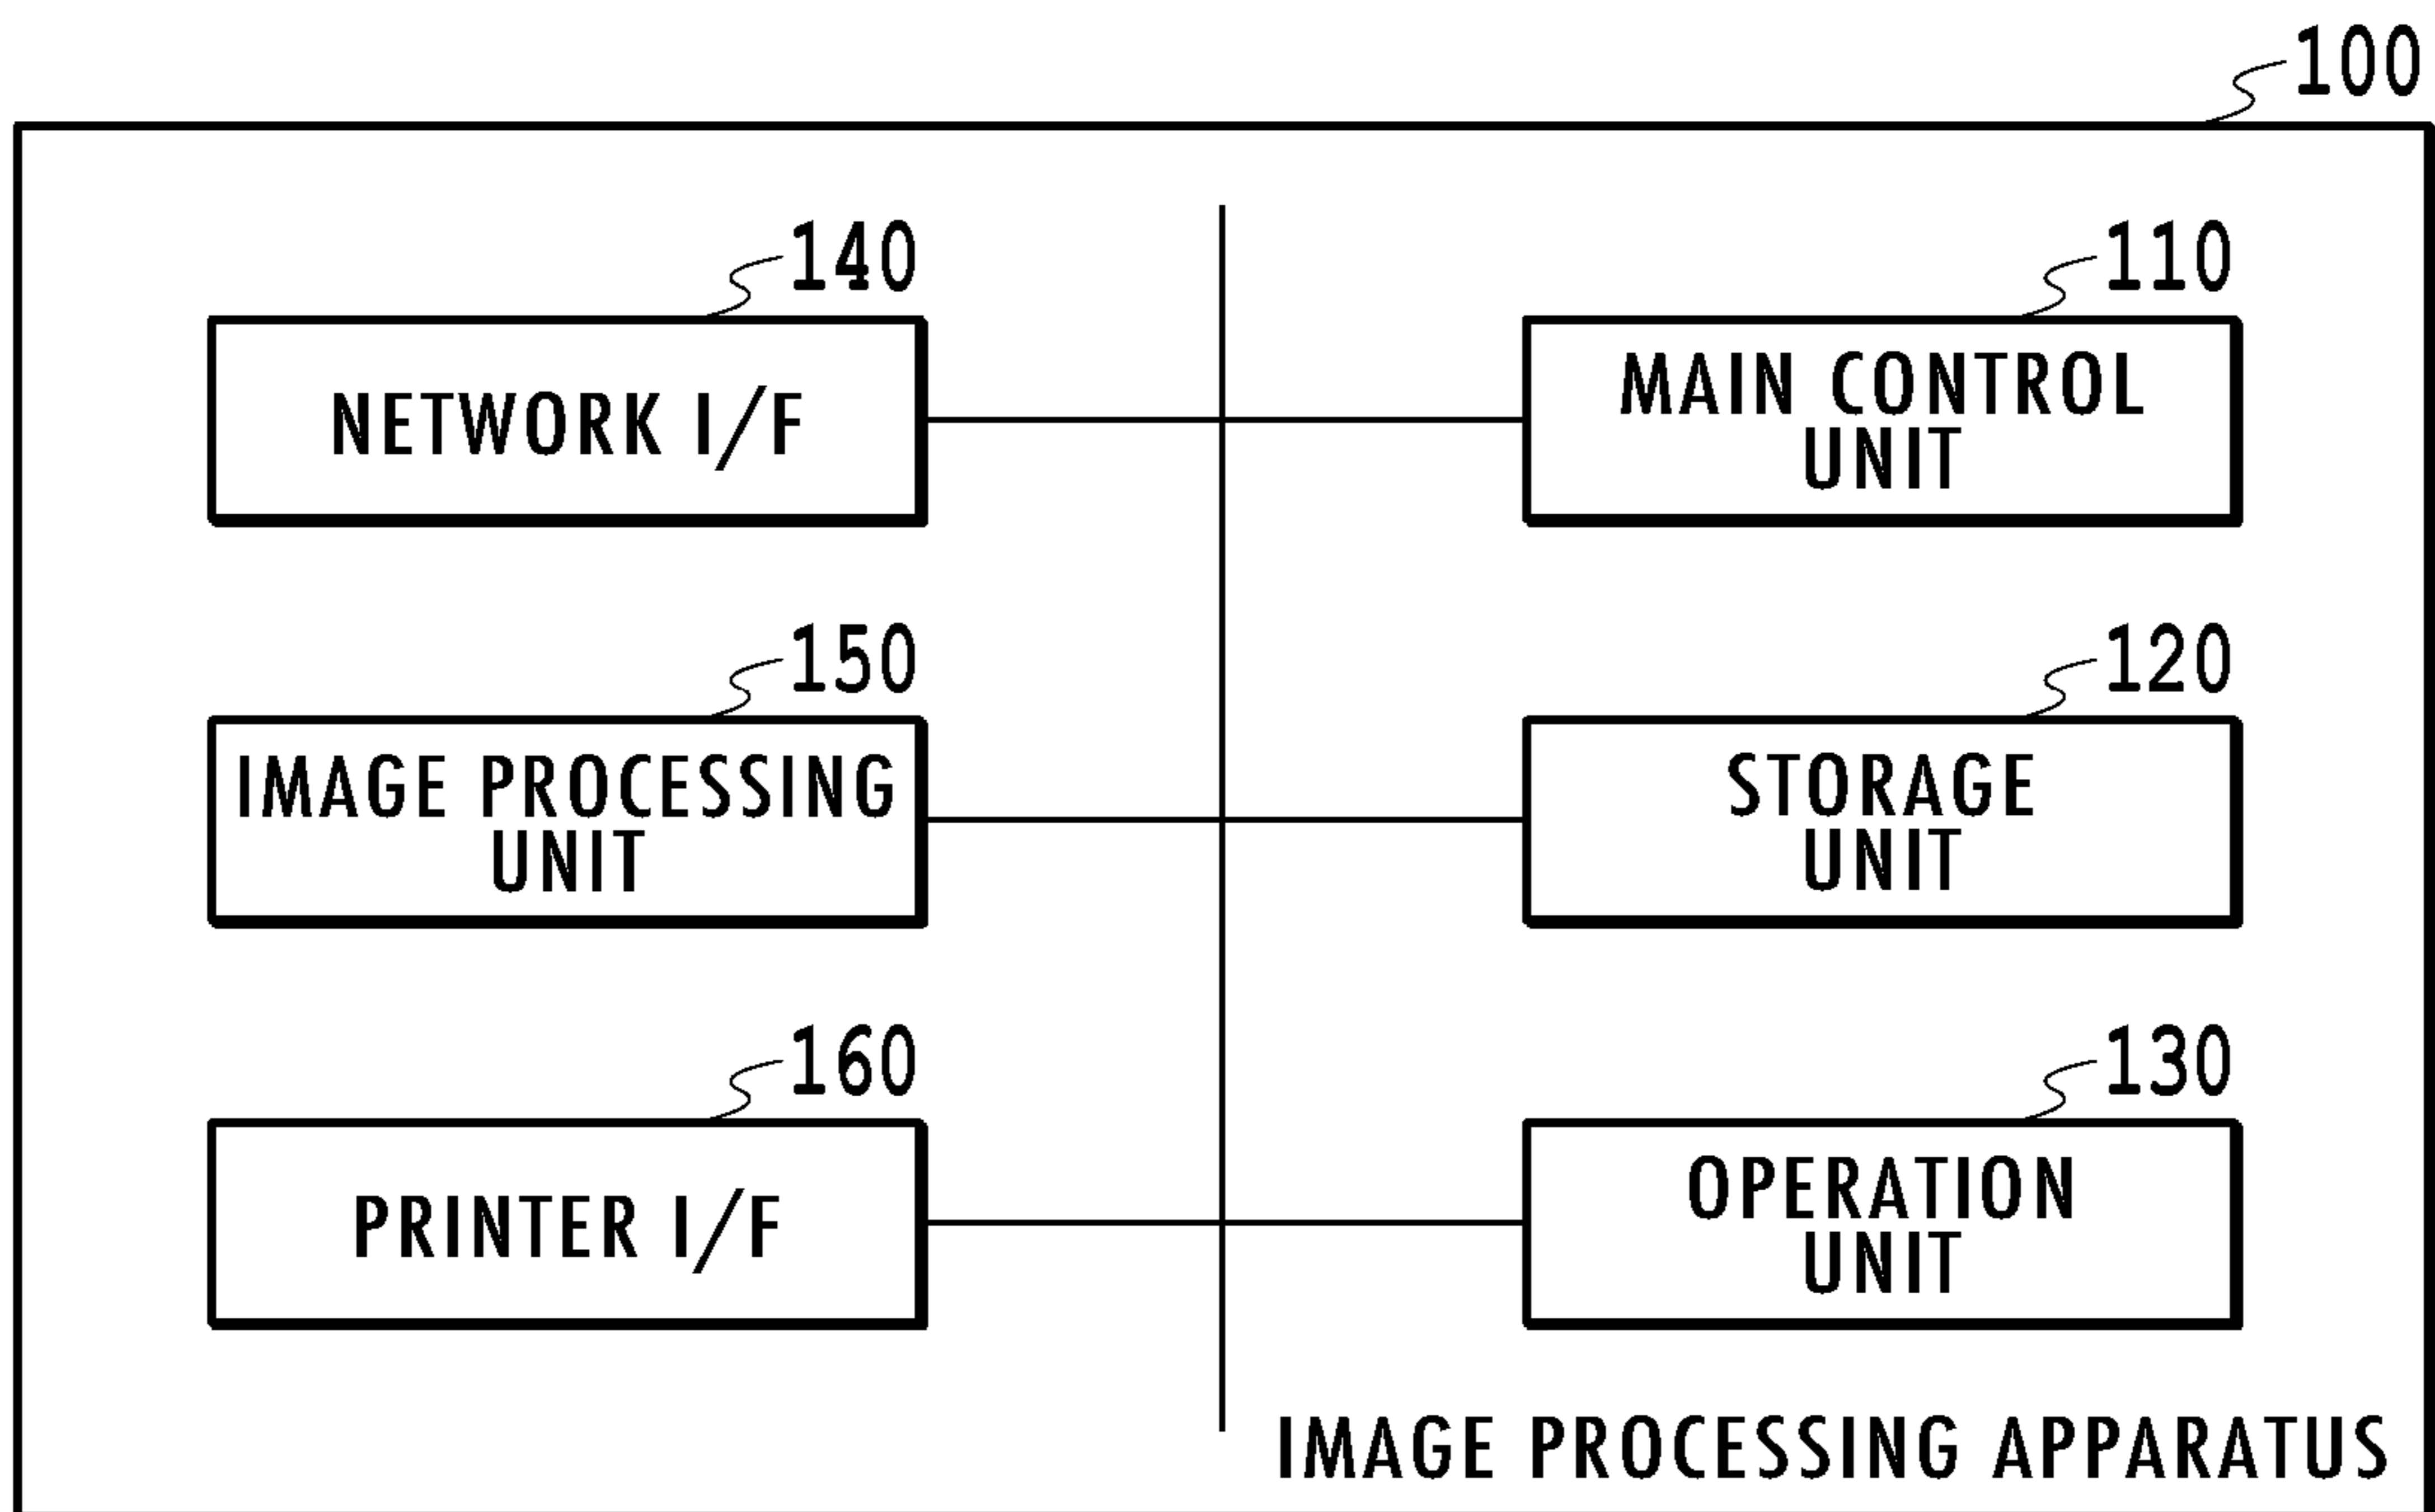 100
140
NETWORK I/F
110
MAIN CONTROL
UNIT
150
IMAGE PROCESSING
UNIT
120
STORAGE
UNIT
160
PRINTER I/F
130
OPERATION
UNIT
IMAGE PROCESSING APPARATUS